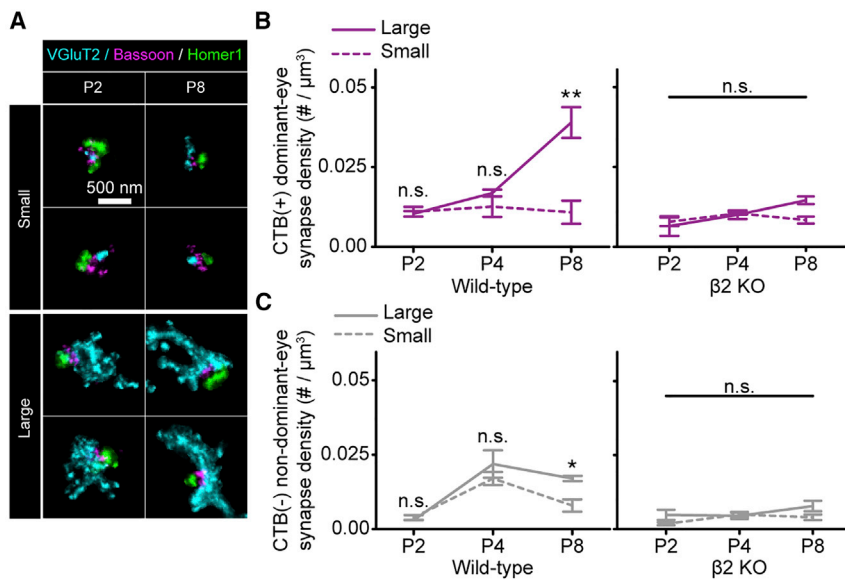 A
VGluT2 / Bassoon / Homer1
P2 P8
Small
500 nm
Large
B
Large
Small
CTB(+) dominant-eye
synapse density (# / μm³)
0.05
0.025
0.00
n.s.
n.s.
**
P2 P4 P8
Wild-type
n.s.
P2 P4 P8
β2 KO
C
Large
Small
CTB(-) non-dominant-eye
synapse density (# / μm³)
0.05
0.025
0.00
n.s.
n.s.
*
P2 P4 P8
Wild-type
n.s.
P2 P4 P8
β2 KO